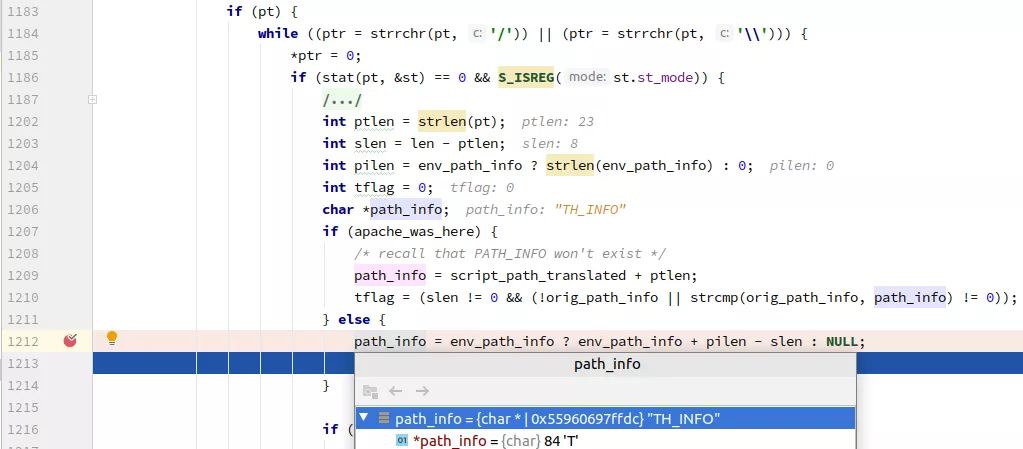 1183 if (pt) {
1184 while ((ptr = strrchr(pt, c: '/')) || (ptr = strrchr(pt, c: '\\'))) {
1185 *ptr = 0;
1186 if (stat(pt, &st) == 0 && S_ISREG( mode: st.st_mode)) {
1187 /.../
1202 int ptlen = strlen(pt); ptlen: 23
1203 int slen = len - ptlen; slen: 8
1204 int pilen = env_path_info ? strlen(env_path_info) : 0; pilen: 0
1205 int tflag = 0; tflag: 0
1206 char *path_info; path_info: "TH_INFO"
1207 if (apache_was_here) {
1208 /* recall that PATH_INFO won't exist */
1209 path_info = script_path_translated + ptlen;
1210 tflag = (slen != 0 && (!orig_path_info || strcmp(orig_path_info, path_info) != 0));
1211 } else {
1212 path_info = env_path_info ? env_path_info + pilen - slen : NULL;
1213 path_info
1214 }
1215
path_info = {char * | 0x55960697ffdc} "TH_INFO"
1216 if (
01 *path_info = {char} 84 'T'